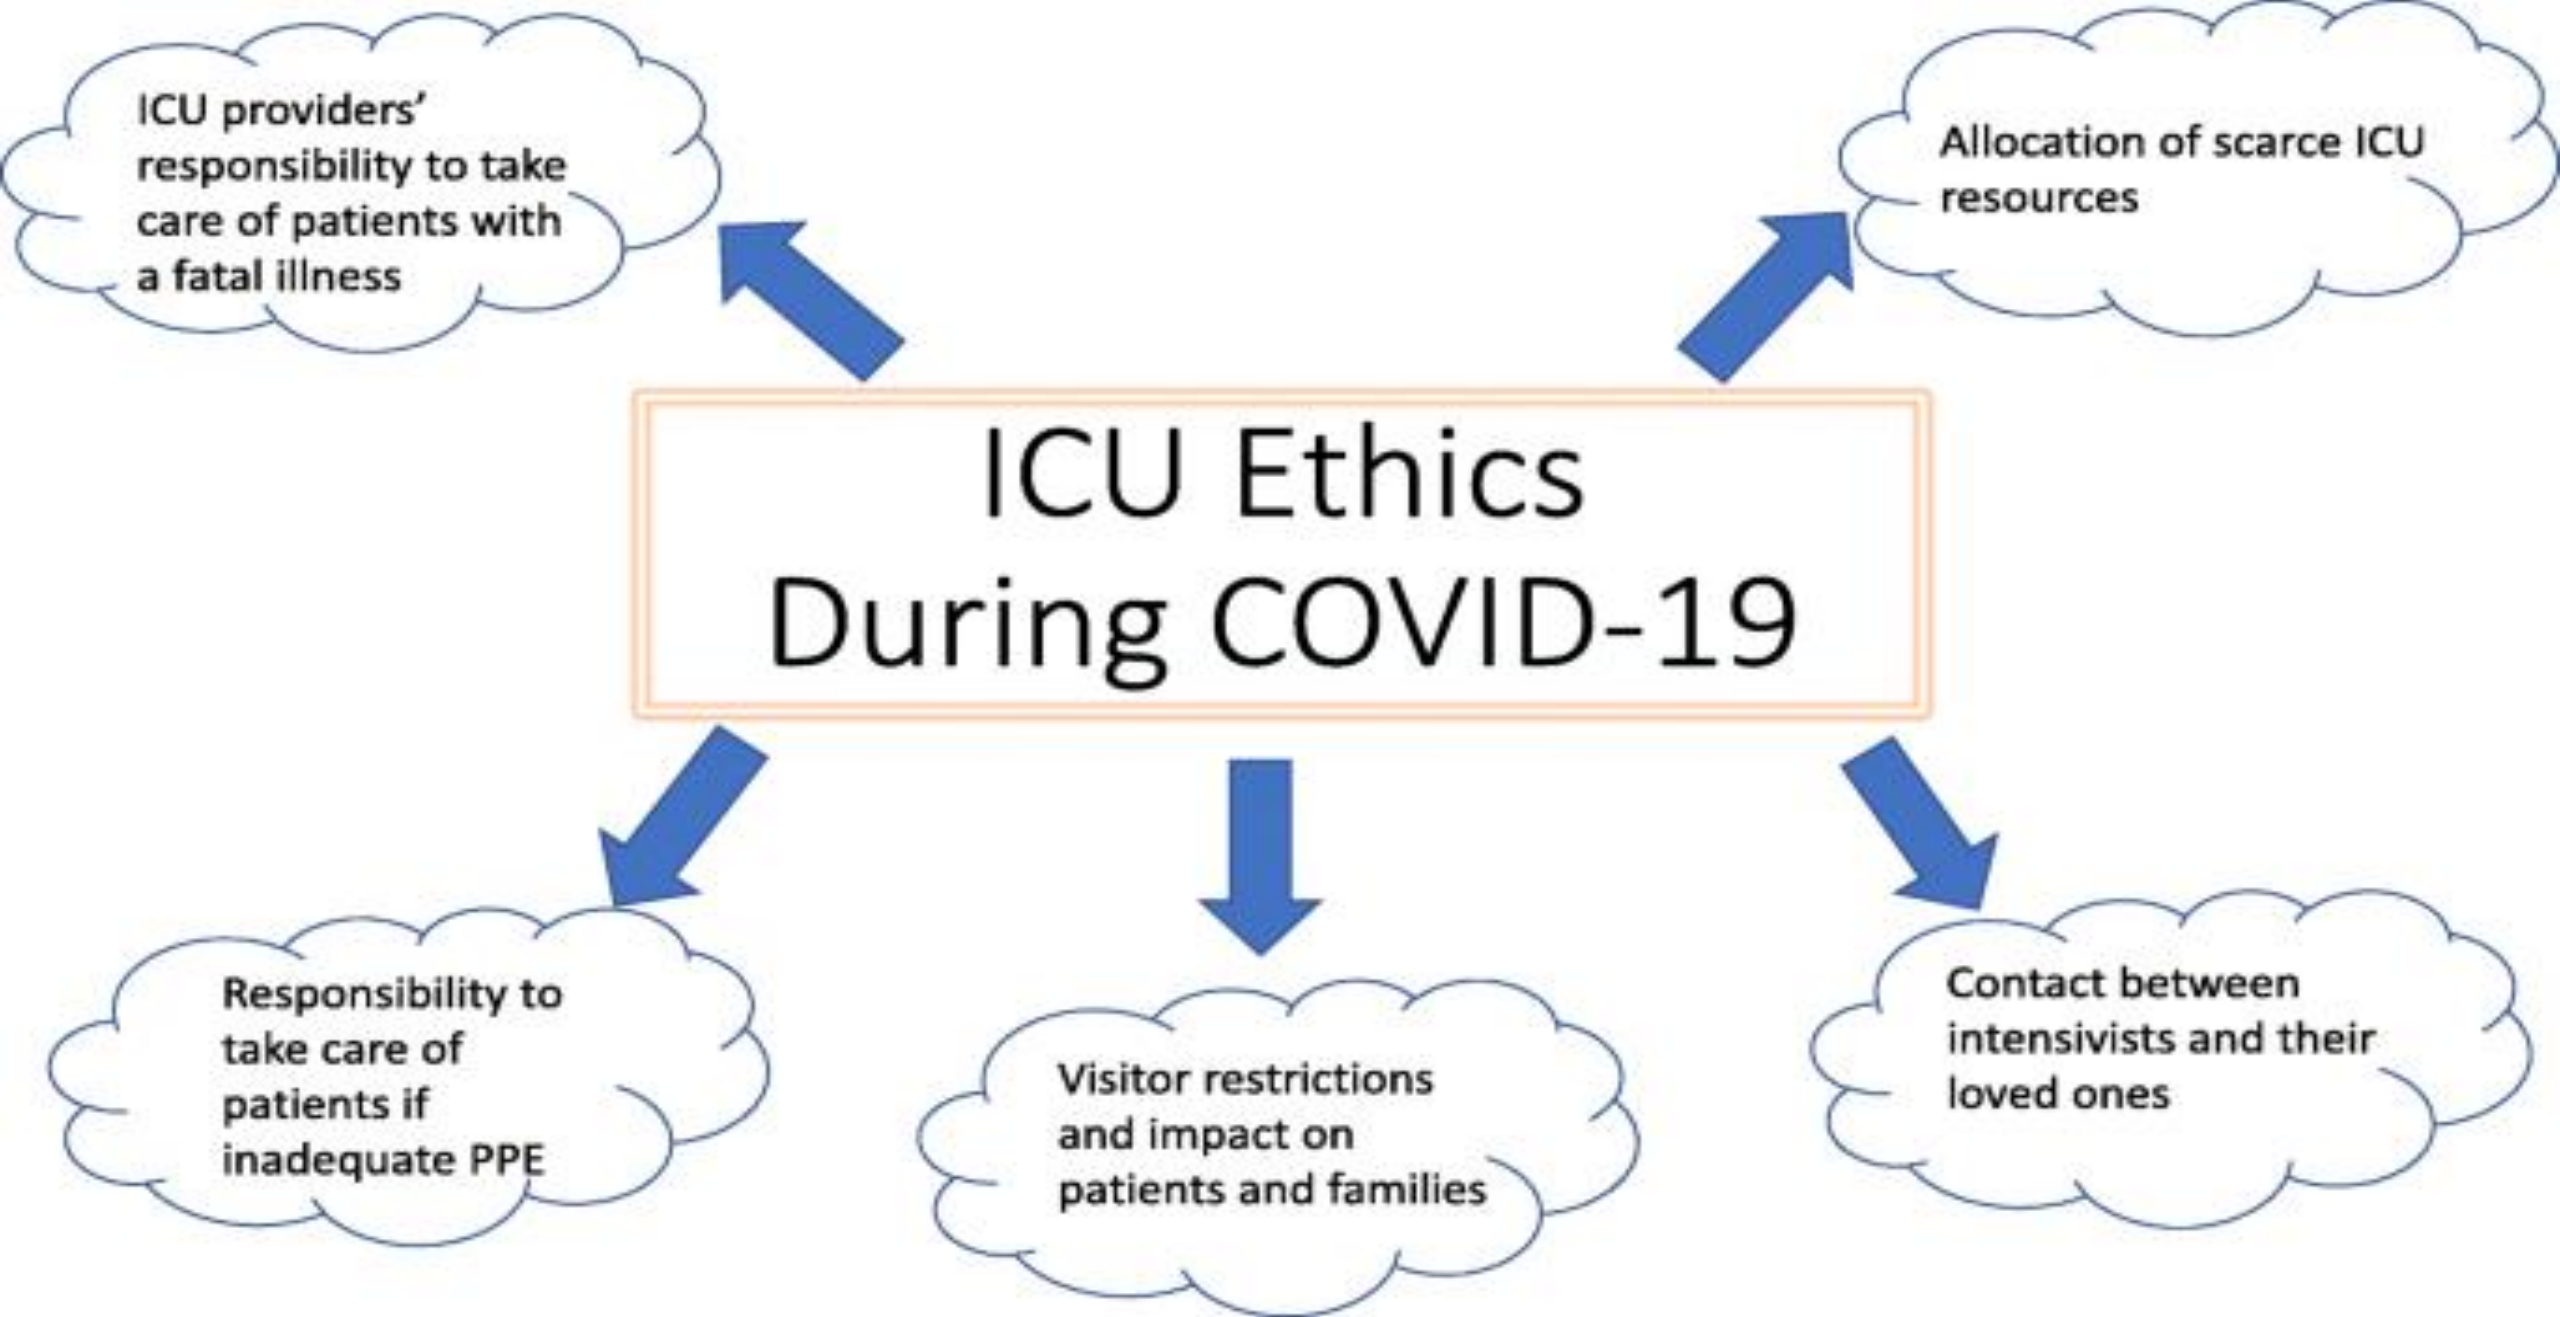 ICU providers’
responsibility to take
care of patients with
a fatal illness
Allocation of scarce ICU
resources
ICU Ethics
During COVID-19
Responsibility to
take care of
patients if
inadequate PPE
Visitor restrictions
and impact on
patients and families
Contact between
intensivists and their
loved ones